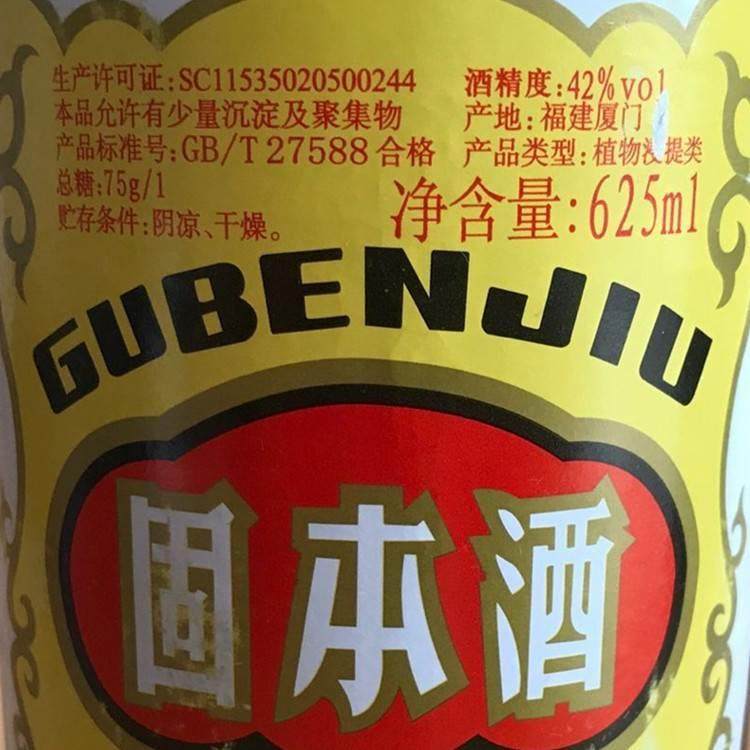 生产许可证:SC11535020500244 酒精度:42%vol
本品允许有少量沉淀及聚集物 产地:福建厦门
产品标准号:GB/T 27588 合格 产品类型:植物浸提类
总糖:75g/l
贮存条件:阴凉、干燥。 净含量:625ml
GUBENJIU
固本酒